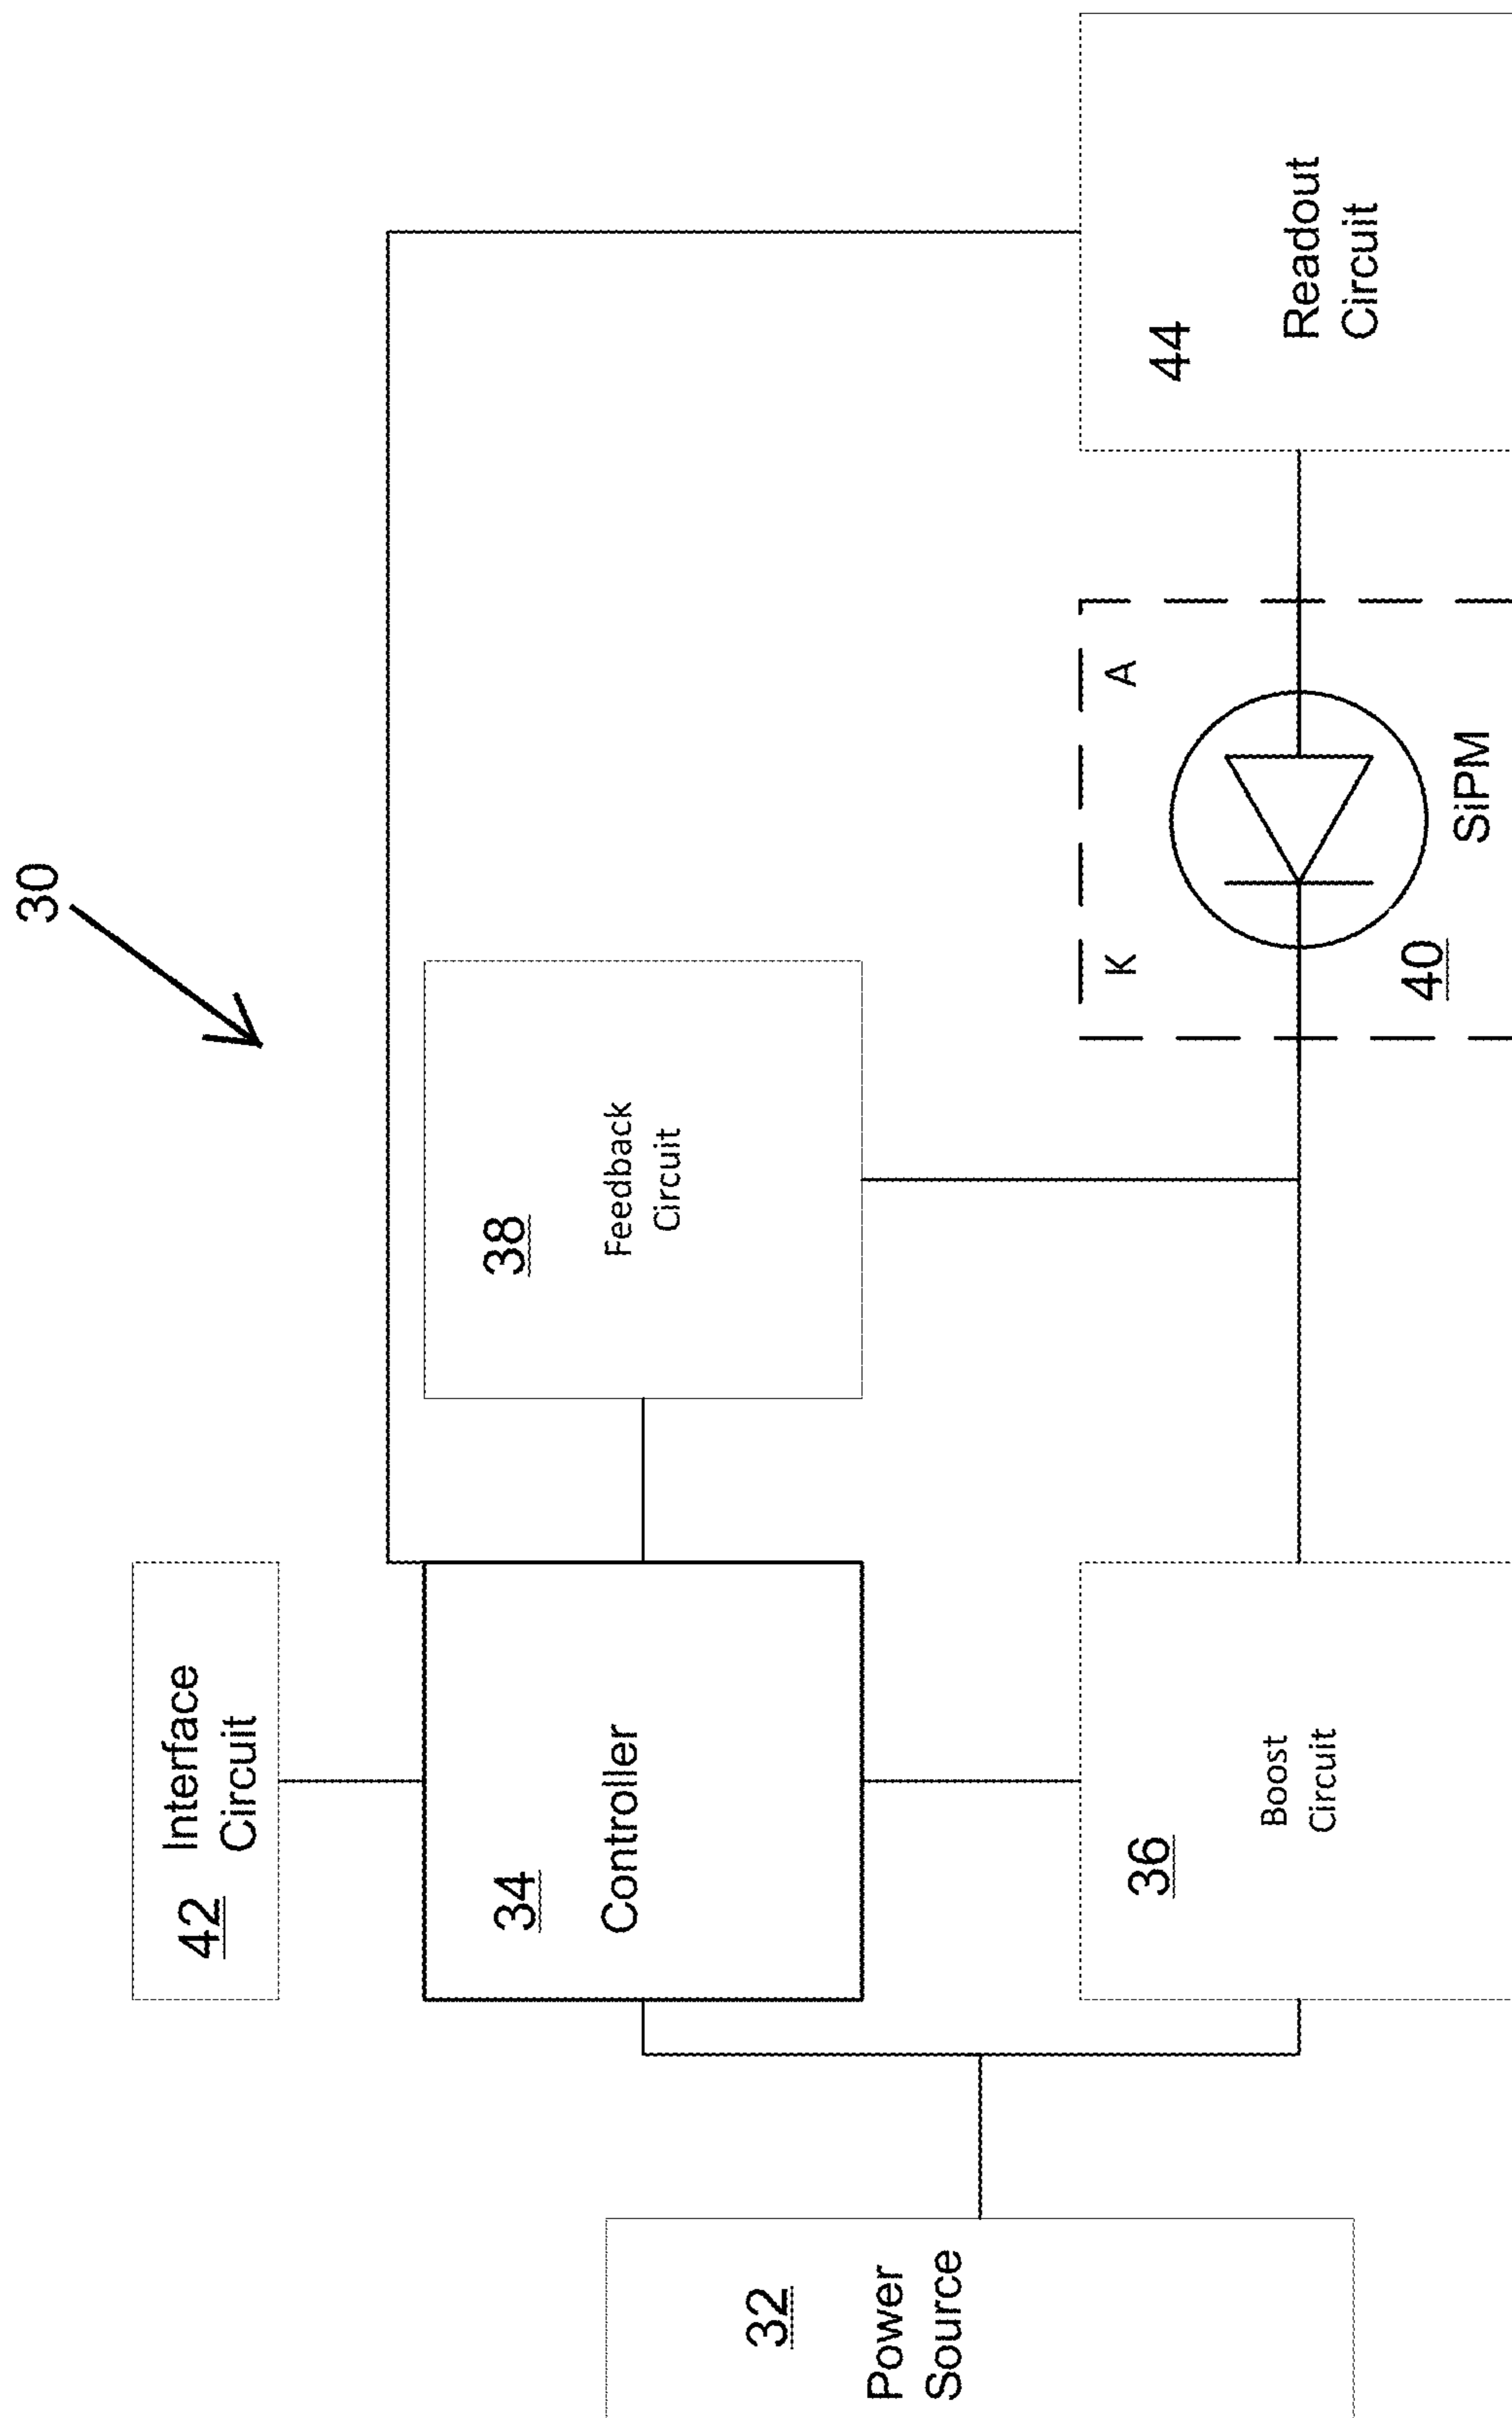 30
42
Interface
Circuit
34
Controller
38
Feedback
Circuit
32
Power
Source
36
Boost
Circuit
K
A
40
SiPM
44
Readout
Circuit